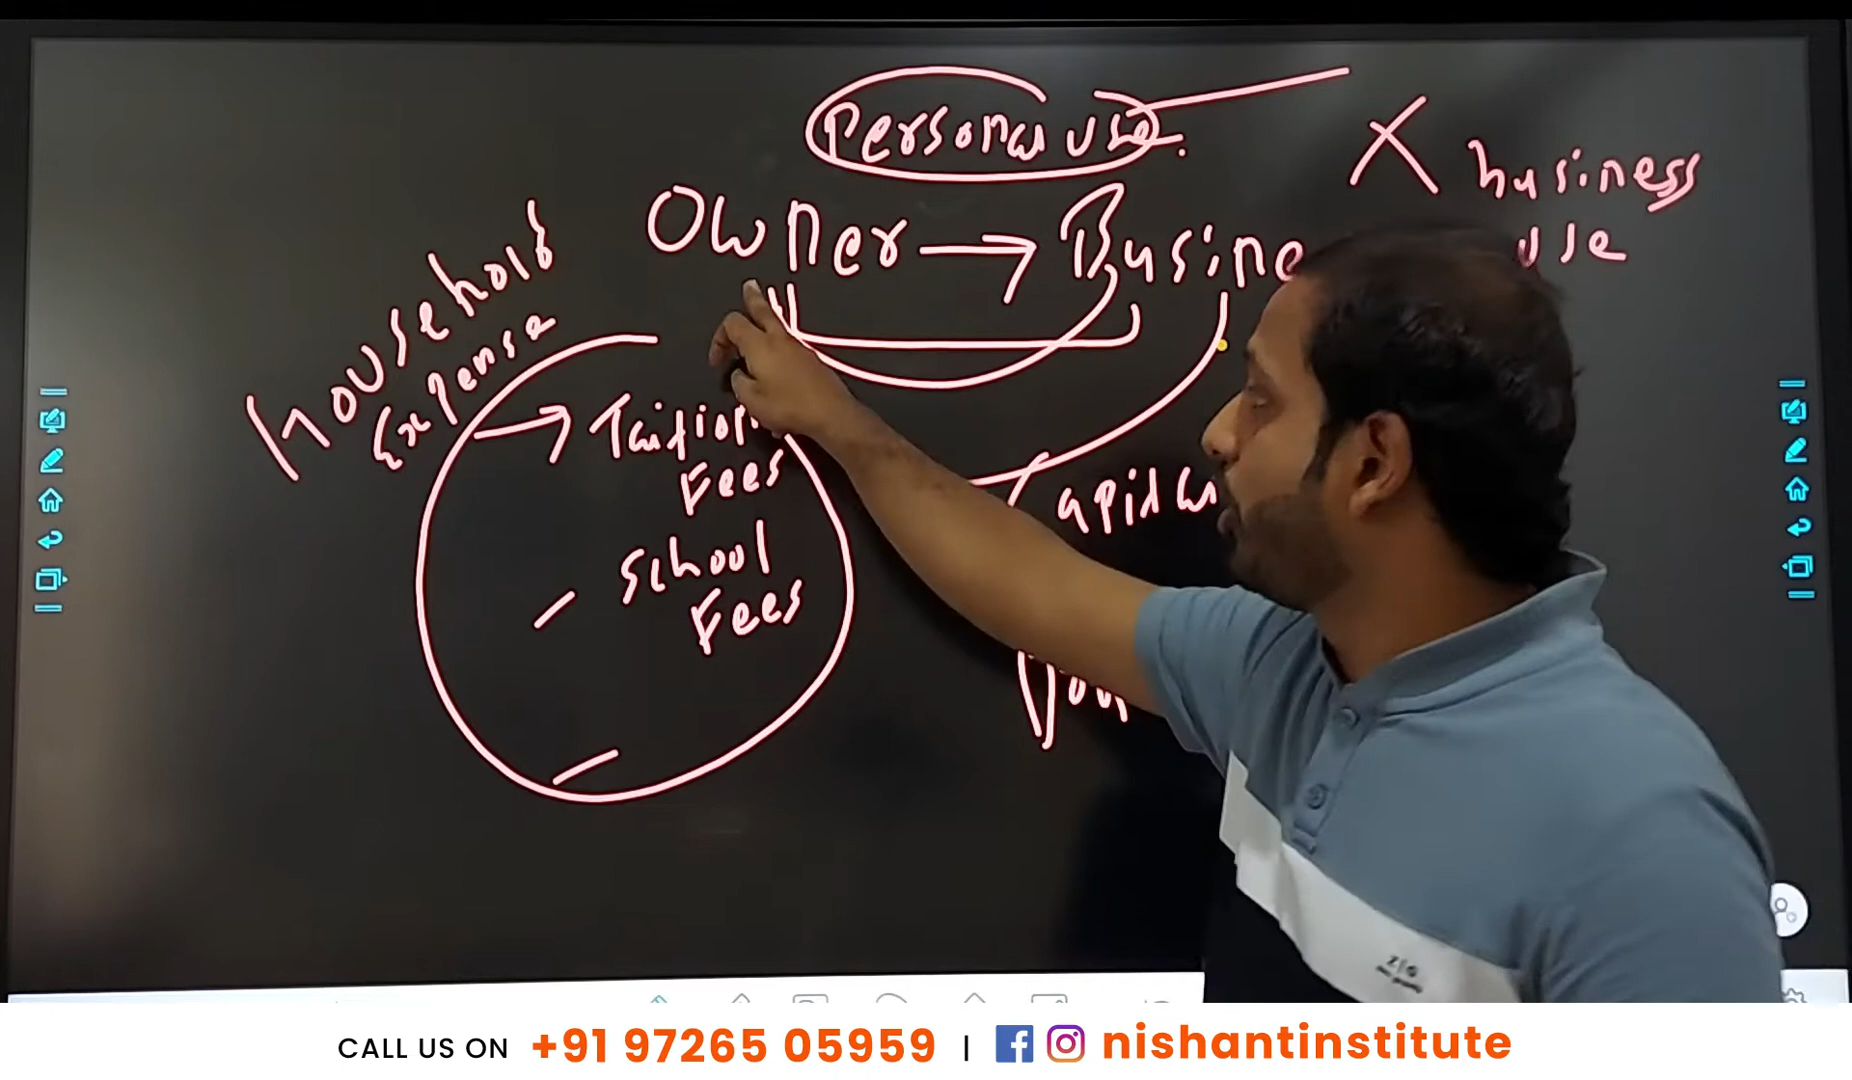 Personal use.
X business use
Owner → Busine
household
Expense
→ Tuition
Fees
School
Fees
apital
CALL US ON +91 97265 05959 | nishantinstitute